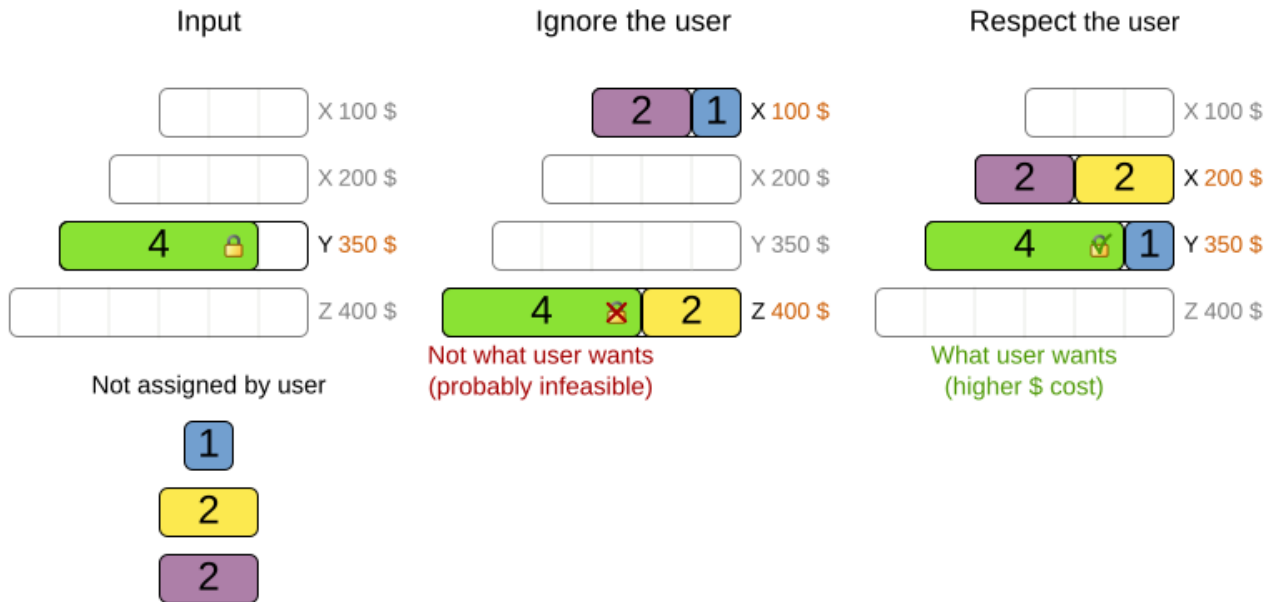 Input
Ignore the user
Respect the user
X 100 $
2 1 X 100 $
X 100 $
X 200 $
X 200 $
2 2 X 200 $
4 Y 350 $
Y 350 $
4 1 Y 350 $
Z 400 $
4 2 Z 400 $
Z 400 $
Not what user wants
(probably infeasible)
What user wants
(higher $ cost)
Not assigned by user
1
2
2